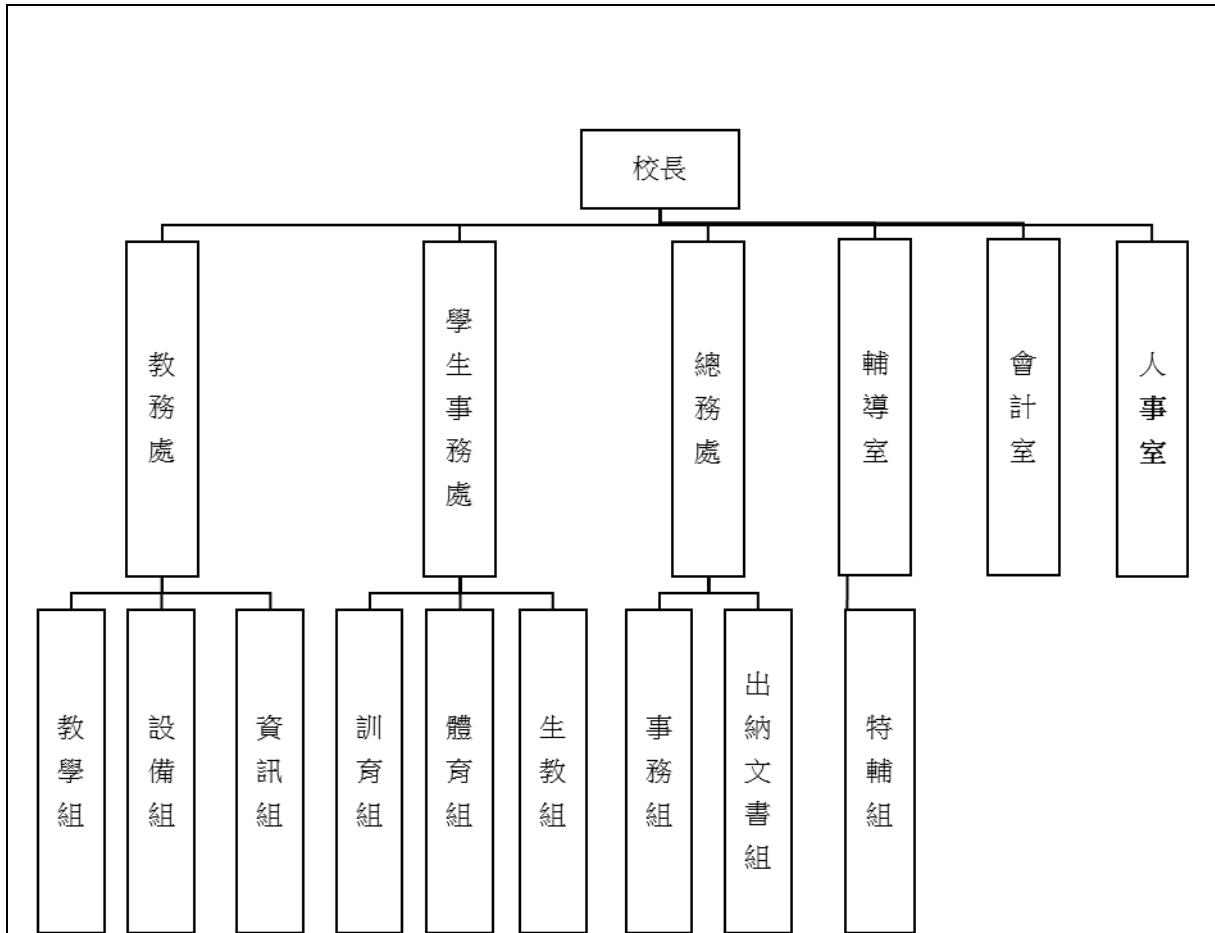 校長
教務處
學生事務處
總務處
輔導室
會計室
人事室
教學組
設備組
資訊組
訓育組
體育組
生教組
事務組
出納文書組
特輔組